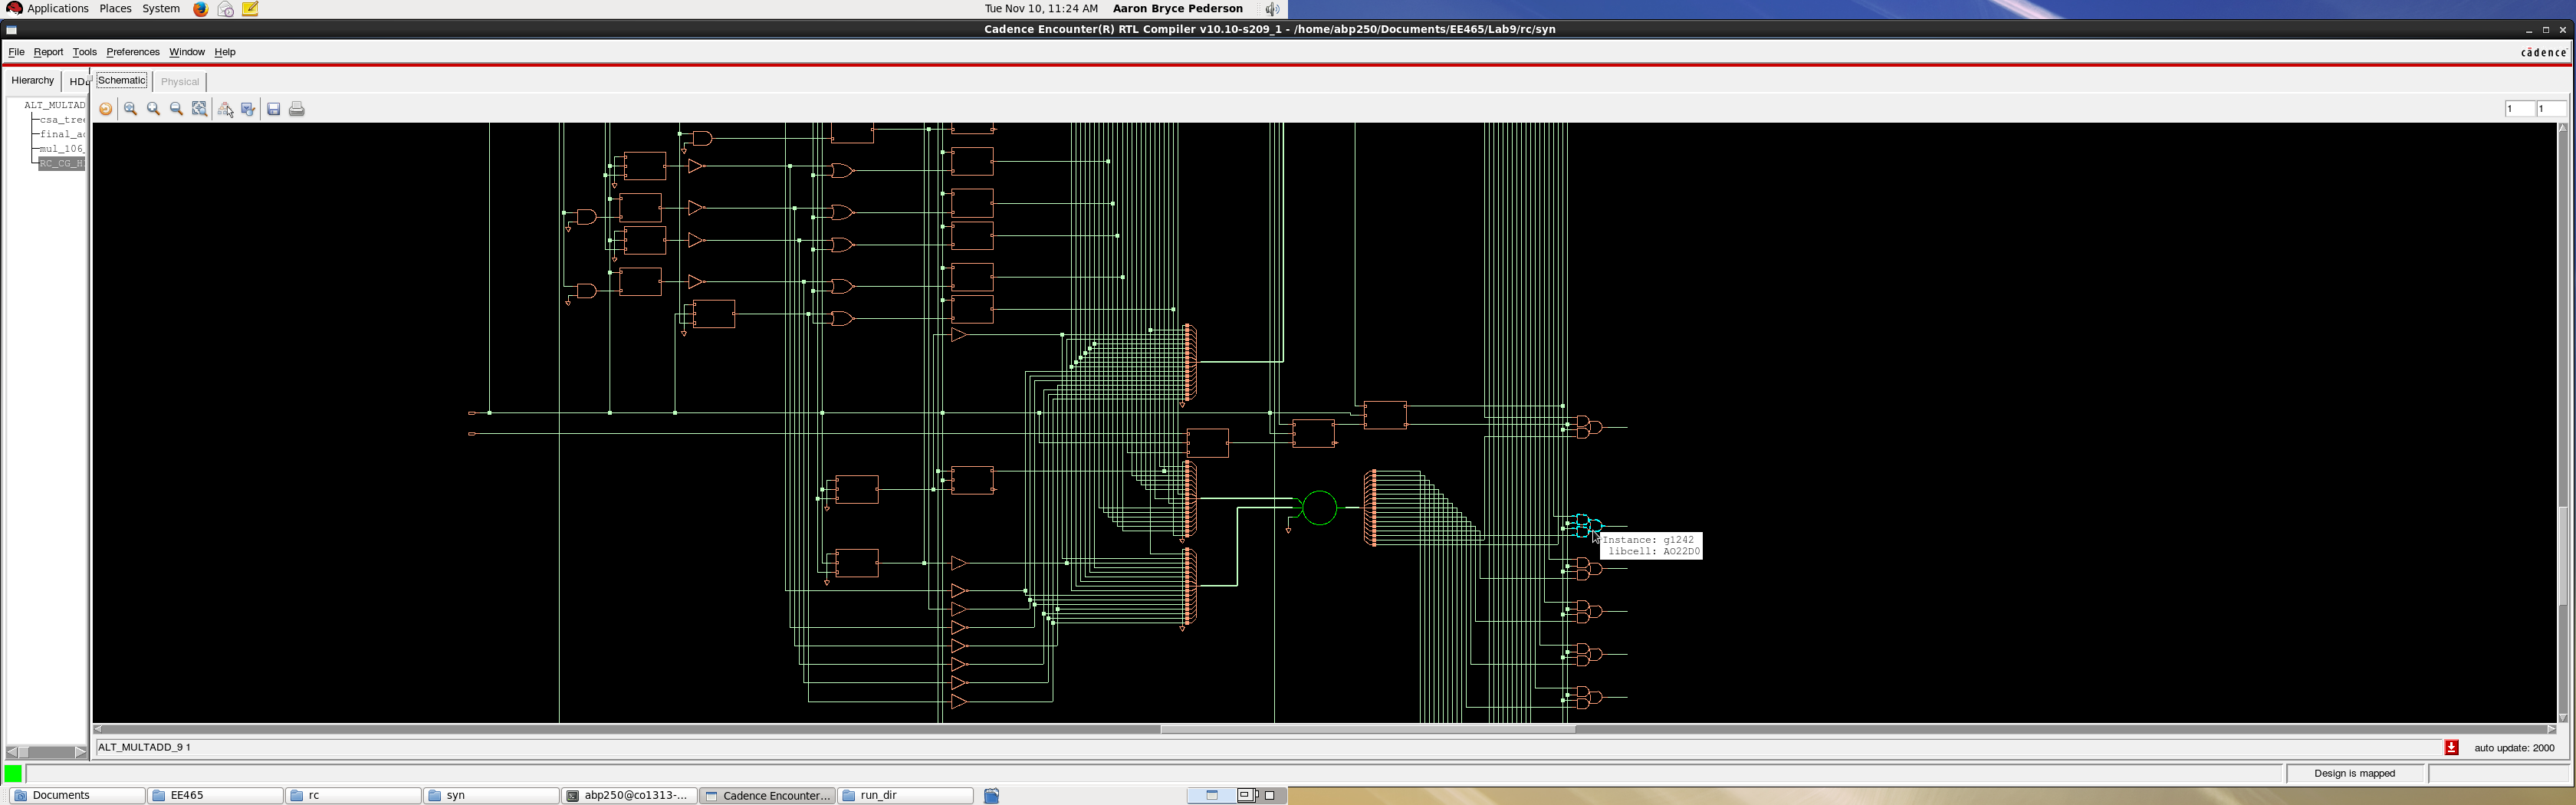 Applications Places System Tue Nov 10, 11:24 AM Aaron Bryce Pederson
Cadence Encounter(R) RTL Compiler v10.10-s209_1 - /home/abp250/Documents/EE465/Lab9/rc/syn
File Report Tools Preferences Window Help cādence
Hierarchy HD Schematic Physical
1 1
ALT_MULTAD
csa_tree
final_a
mul_106_
RC_CG_H
Instance: g1242
libcell: AO22D0
ALT_MULTADD_9 1 auto update: 2000
Design is mapped
Documents EE465 rc syn abp250@co1313-... Cadence Encounter... run_dir